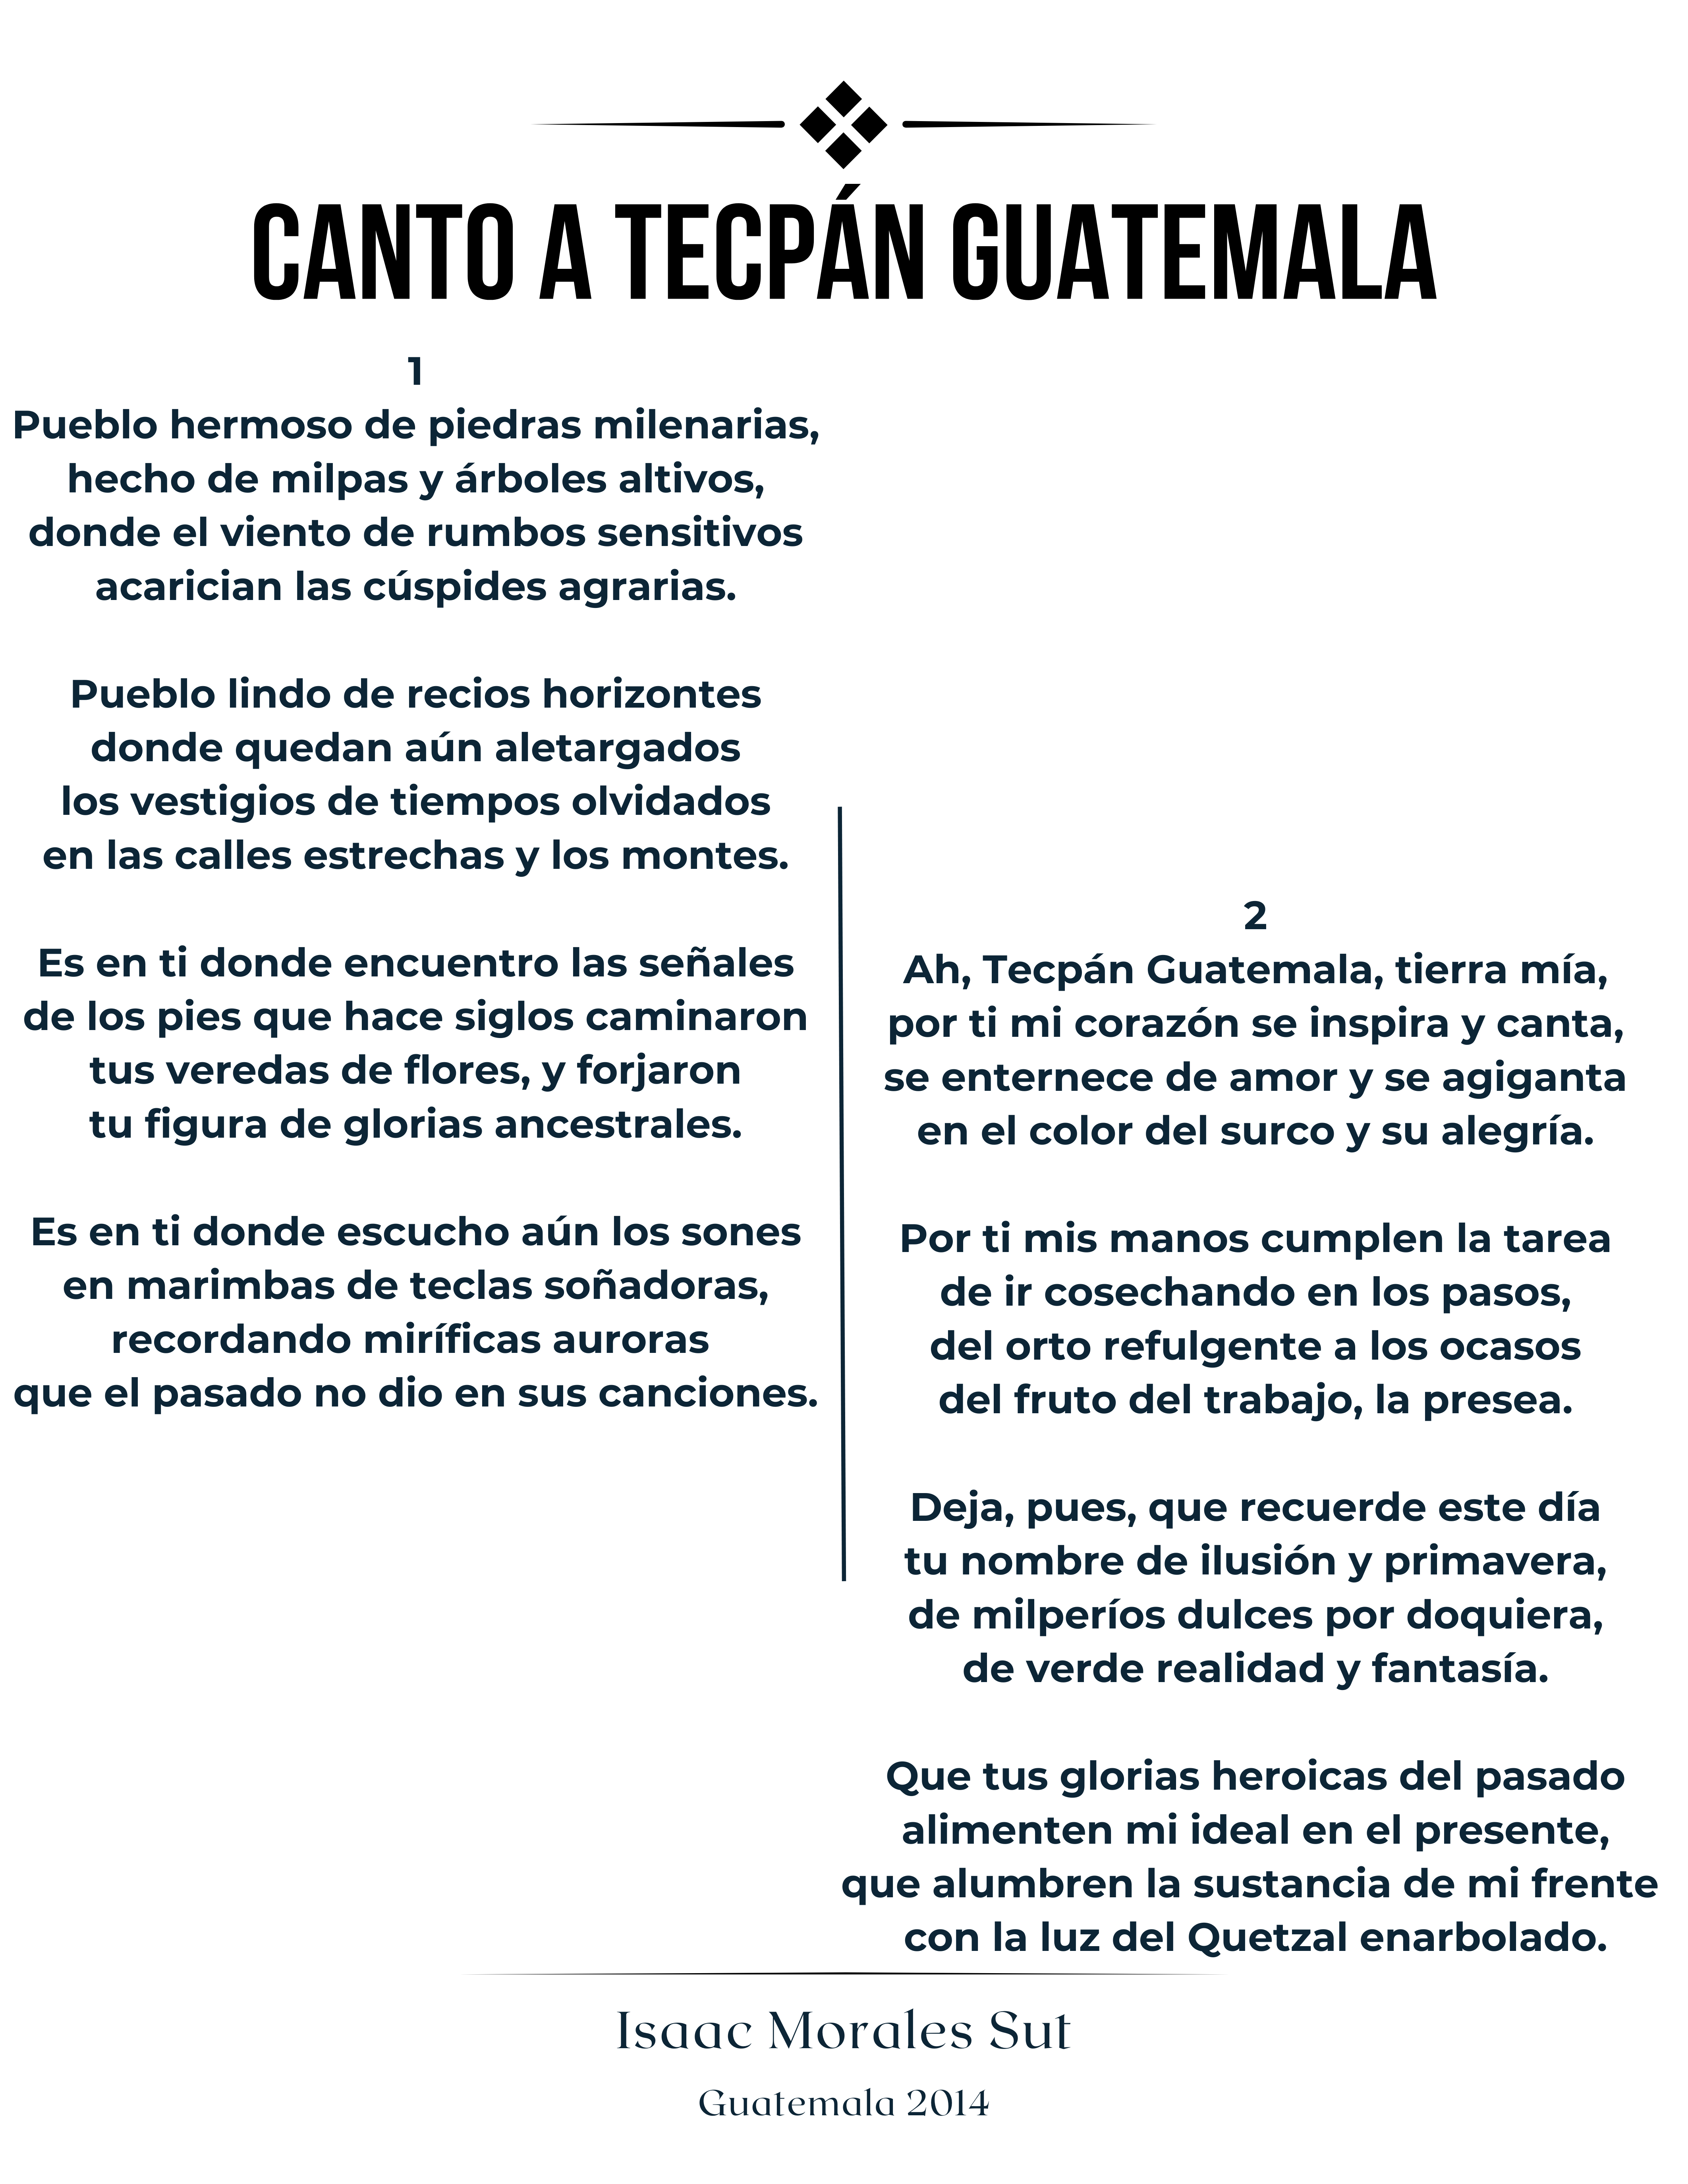 CANTO A TECPÁN GUATEMALA
1
Pueblo hermoso de piedras milenarias,
hecho de milpas y árboles altivos,
donde el viento de rumbos sensitivos
acarician las cúspides agrarias.
Pueblo lindo de recios horizontes
donde quedan aún aletargados
los vestigios de tiempos olvidados
en las calles estrechas y los montes.
Es en ti donde encuentro las señales
de los pies que hace siglos caminaron
tus veredas de flores, y forjaron
tu figura de glorias ancestrales.
Es en ti donde escucho aún los sones
en marimbas de teclas soñadoras,
recordando miríficas auroras
que el pasado no dio en sus canciones.
2
Ah, Tecpán Guatemala, tierra mía,
por ti mi corazón se inspira y canta,
se enternece de amor y se agiganta
en el color del surco y su alegría.
Por ti mis manos cumplen la tarea
de ir cosechando en los pasos,
del orto refulgente a los ocasos
del fruto del trabajo, la presea.
Deja, pues, que recuerde este día
tu nombre de ilusión y primavera,
de milperíos dulces por doquiera,
de verde realidad y fantasía.
Que tus glorias heroicas del pasado
alimenten mi ideal en el presente,
que alumbren la sustancia de mi frente
con la luz del Quetzal enarbolado.
Isaac Morales Sut
Guatemala 2014